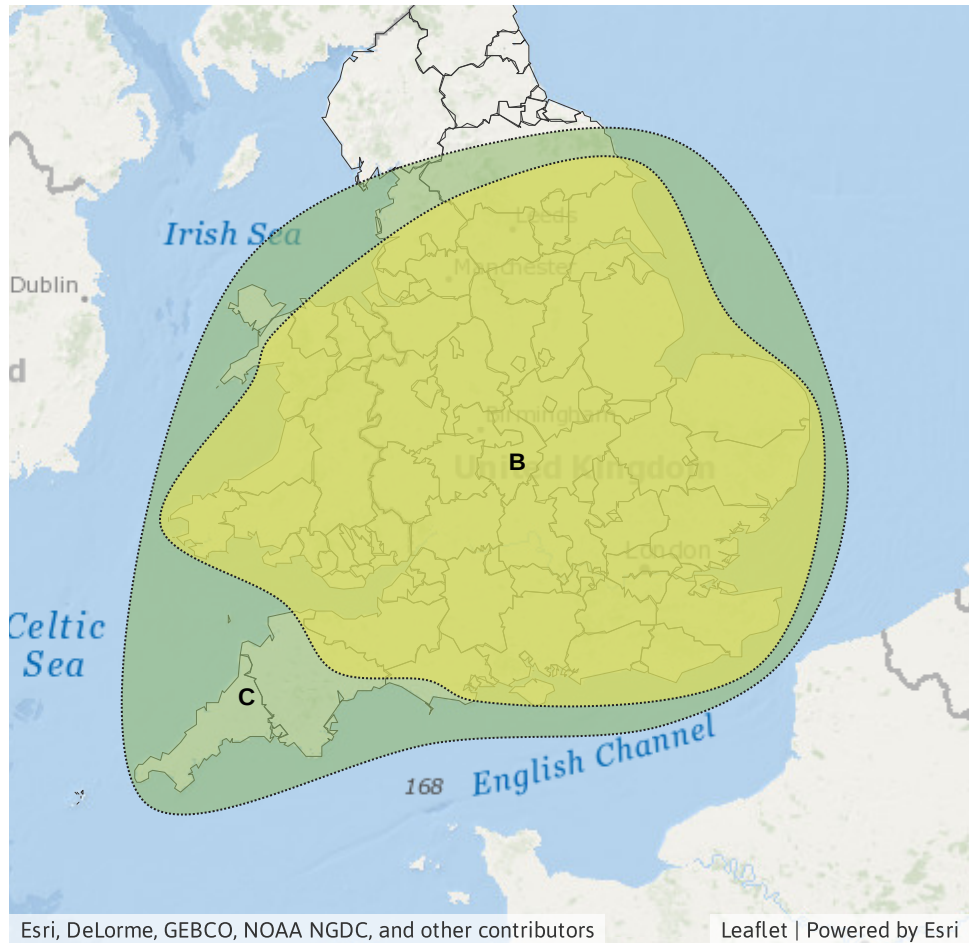 Irish Sea
Leeds
Manchester
Dublin
d
Birmingham
B
United Kingdom
London
Celtic
Sea
C
English Channel
168
Esri, DeLorme, GEBCO, NOAA NGDC, and other contributors
Leaflet | Powered by Esri